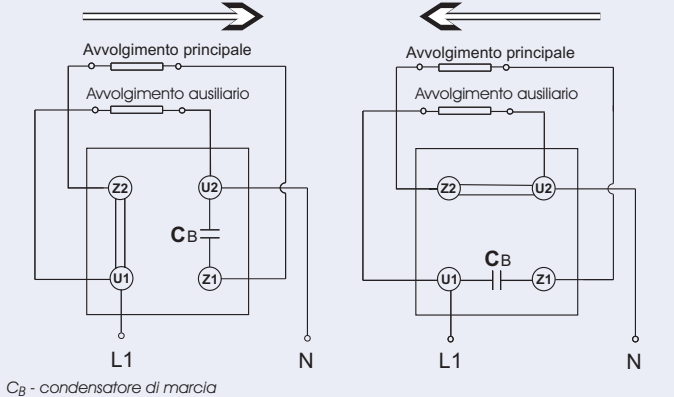 Avvolgimento principale
Avvolgimento ausiliario
Z2
U2
CB
U1
Z1
L1
N
Avvolgimento principale
Avvolgimento ausiliario
Z2
U2
CB
U1
Z1
L1
N
CB - condensatore di marcia